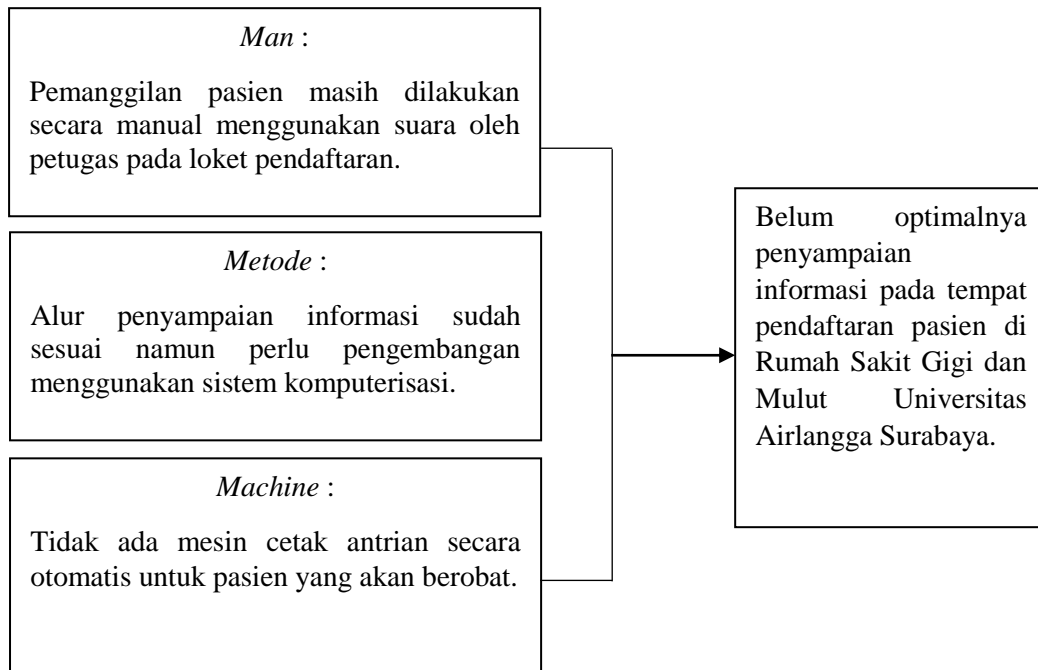 Man :
Pemanggilan pasien masih dilakukan
secara manual menggunakan suara oleh
petugas pada loket pendaftaran.
Metode :
Alur penyampaian informasi sudah
sesuai namun perlu pengembangan
menggunakan sistem komputerisasi.
Machine :
Tidak ada mesin cetak antrian secara
otomatis untuk pasien yang akan berobat.
Belum optimalnya
penyampaian
informasi pada tempat
pendaftaran pasien di
Rumah Sakit Gigi dan
Mulut Universitas
Airlangga Surabaya.